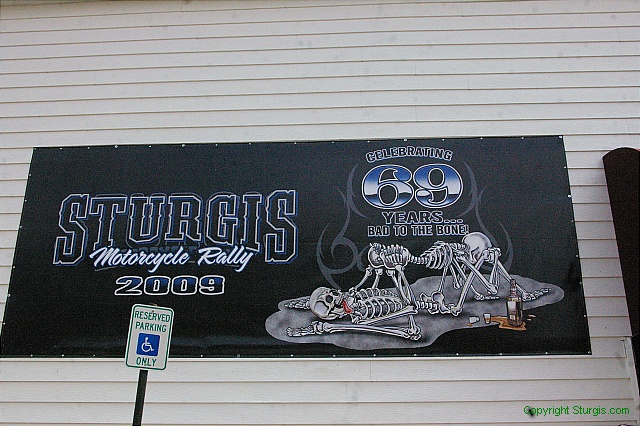 STURGIS
Motorcycle Rally
2009
CELEBRATING
69
YEARS...
BAD TO THE BONE!
RESERVED
PARKING
ONLY
Copyright Sturgis.com